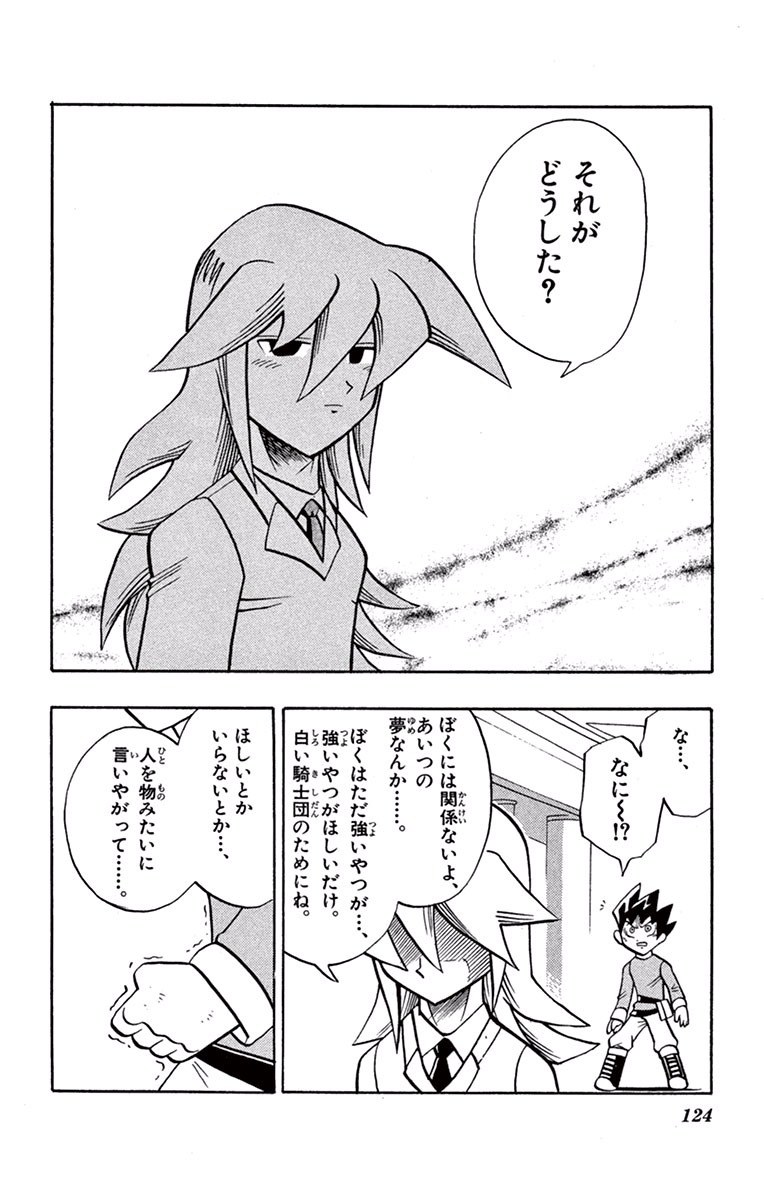 それが
どうした？
な…、
なに〜!?
ぼくには関係ないよ、
あいつの
夢なんか……。
ぼくはただ強いやつが…、
強いやつがほしいだけ。
白い騎士団のためにね。
ほしいとか
いらないとか…、
人を物みたいに
言いやがって……。
124